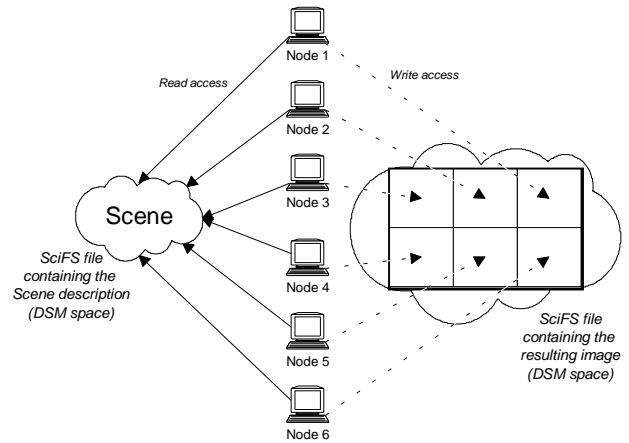 Node 1
Read access
Write access
Node 2
Node 3
Scene
SciFS file
containing the
Scene description
(DSM space)
Node 4
SciFS file
containing the
resulting image
(DSM space)
Node 5
Node 6